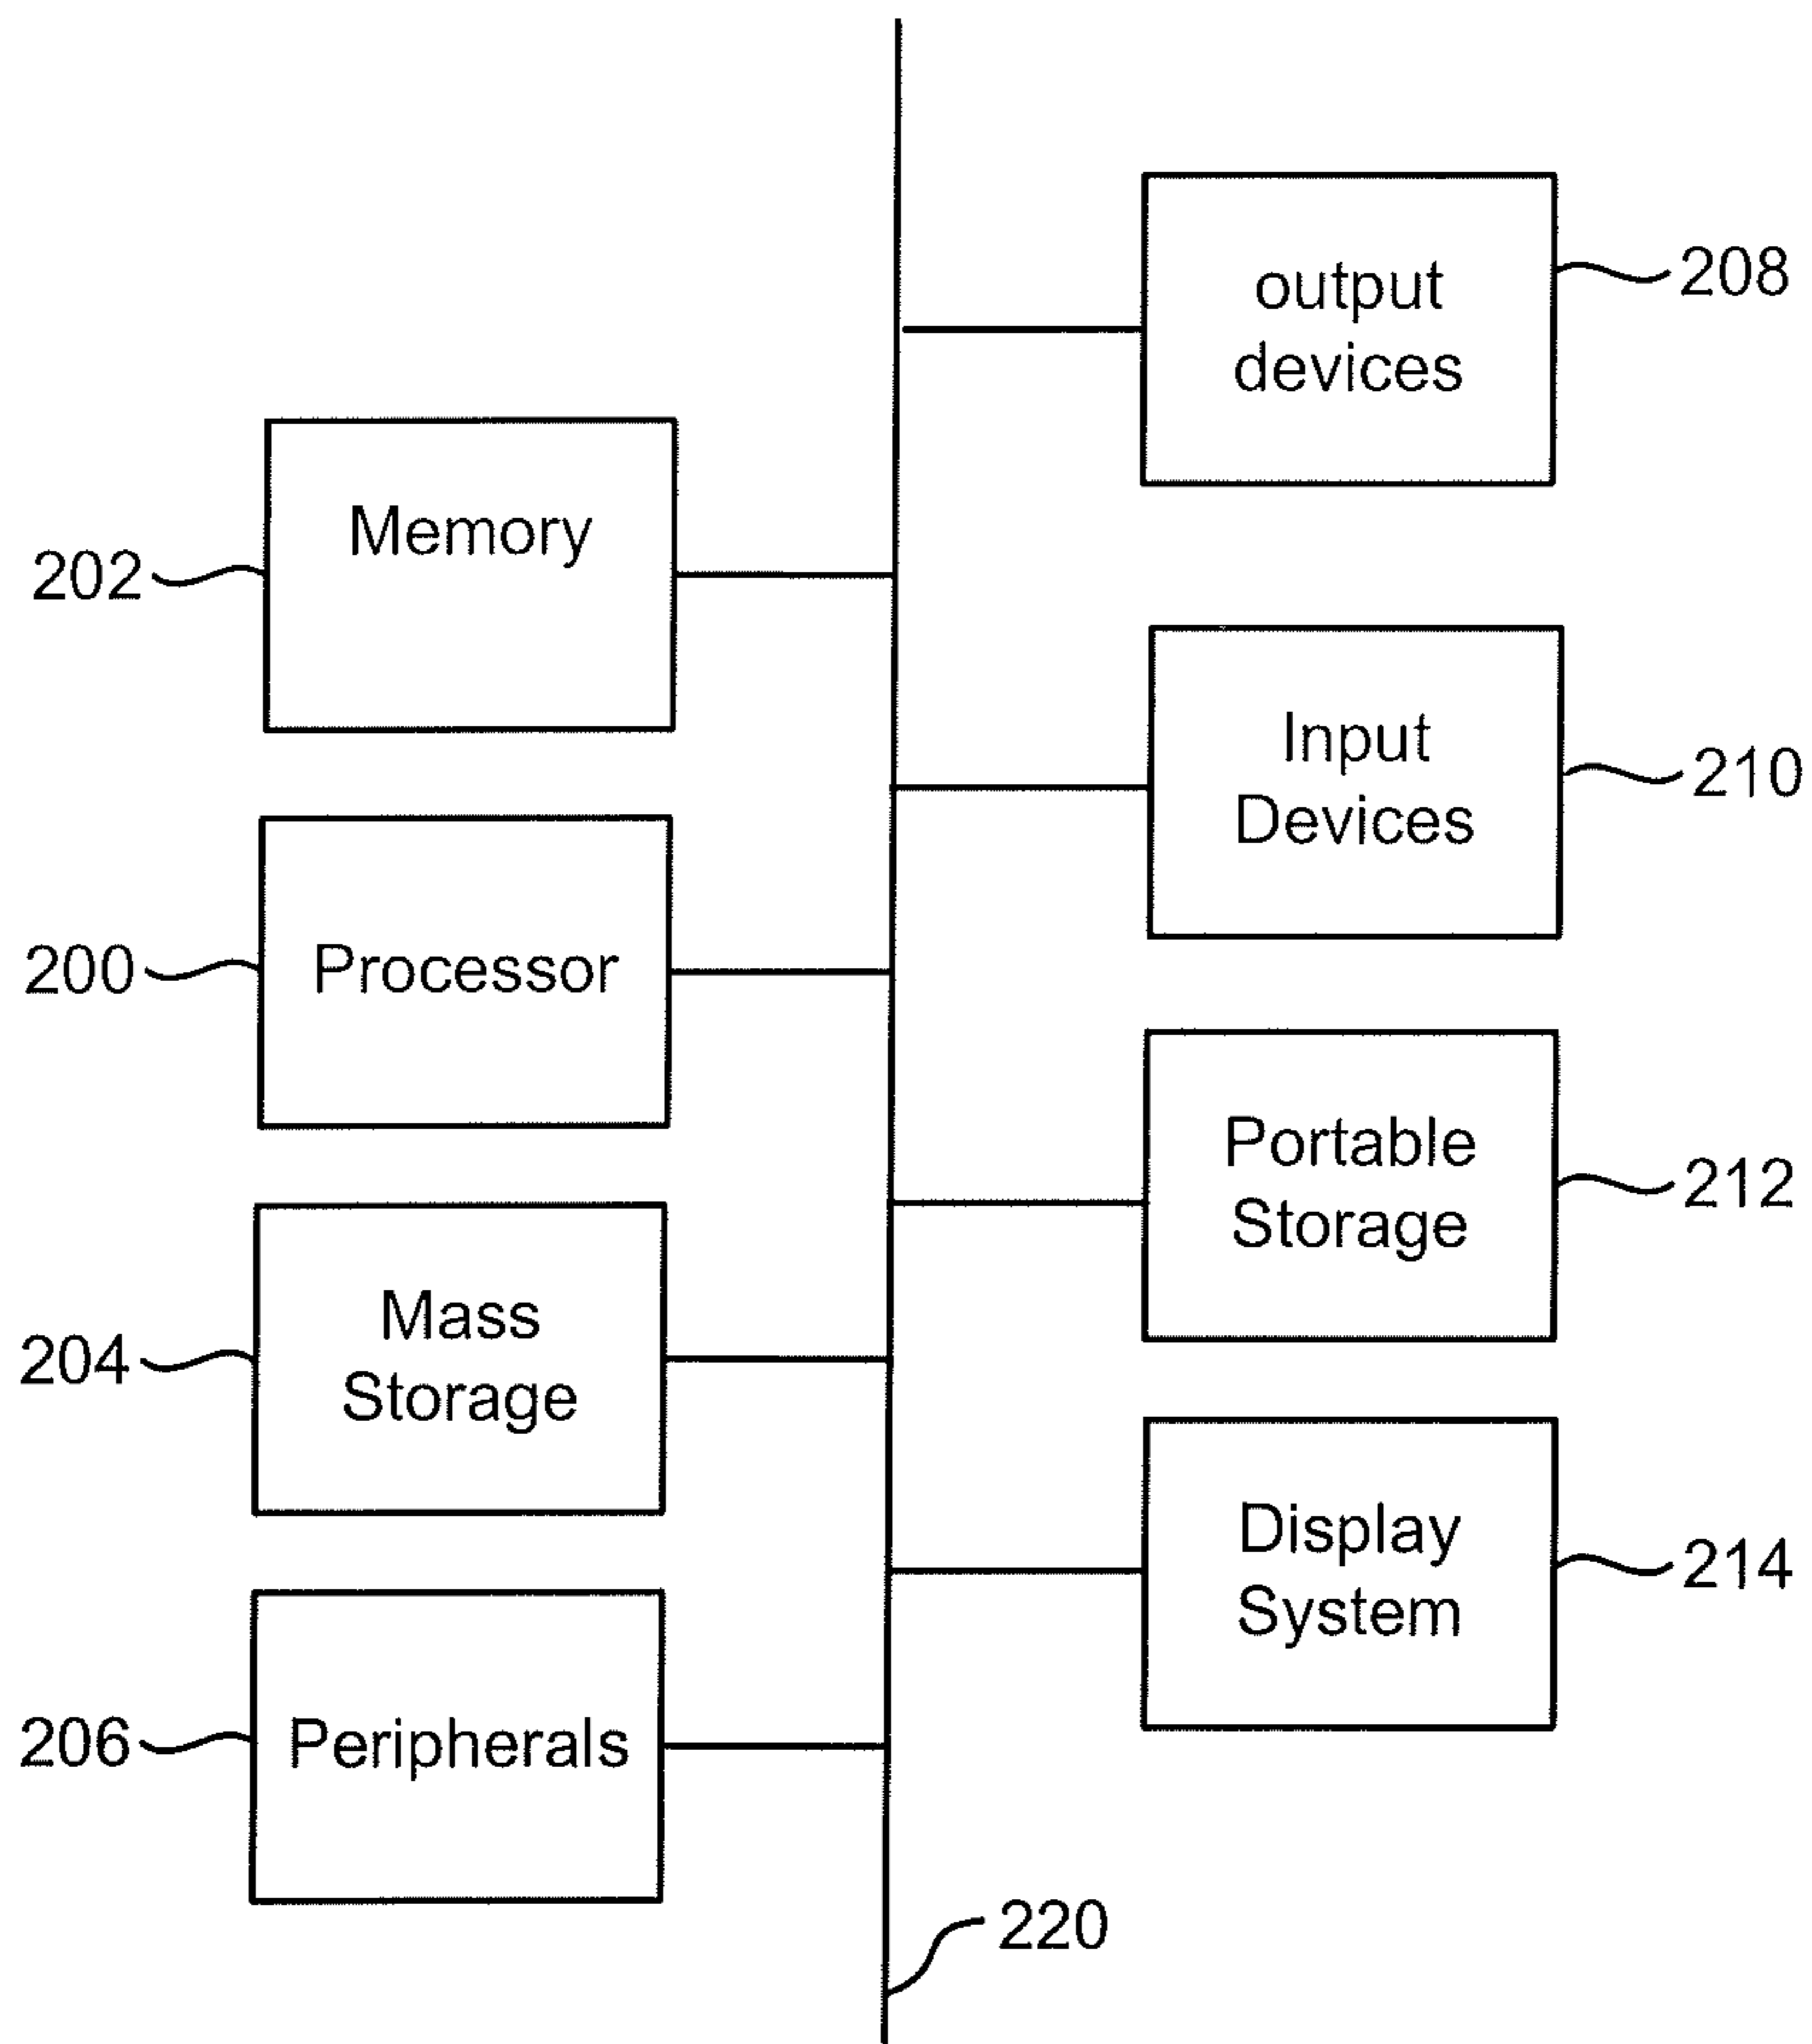 output
devices
208
Memory
202
Input
Devices
210
Processor
200
Portable
Storage
212
Mass
Storage
204
Display
System
214
Peripherals
206
220